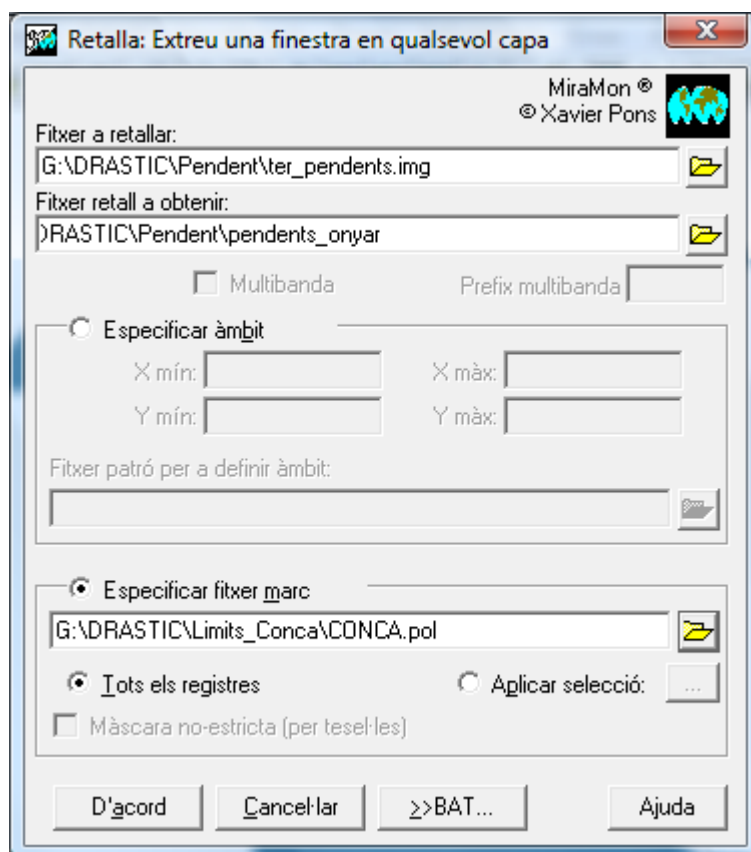 Retalla: Extreu una finestra en qualsevol capa
MiraMon ®
© Xavier Pons
Fitxer a retallar:
G:\DRASTIC\Pendent\ter_pendents.img
Fitxer retall a obtenir:
RASTIC\Pendent\pendents_onyar
Multibanda Prefix multibanda
Especificar àmbit
X mín: X màx:
Y mín: Y màx:
Fitxer patró per a definir àmbit:
Especificar fitxer marc
G:\DRASTIC\Limits_Conca\CONCA.pol
Tots els registres Aplicar selecció: ...
Màscara no-estricta (per tesel·les)
D'acord Cancel·lar >>BAT... Ajuda